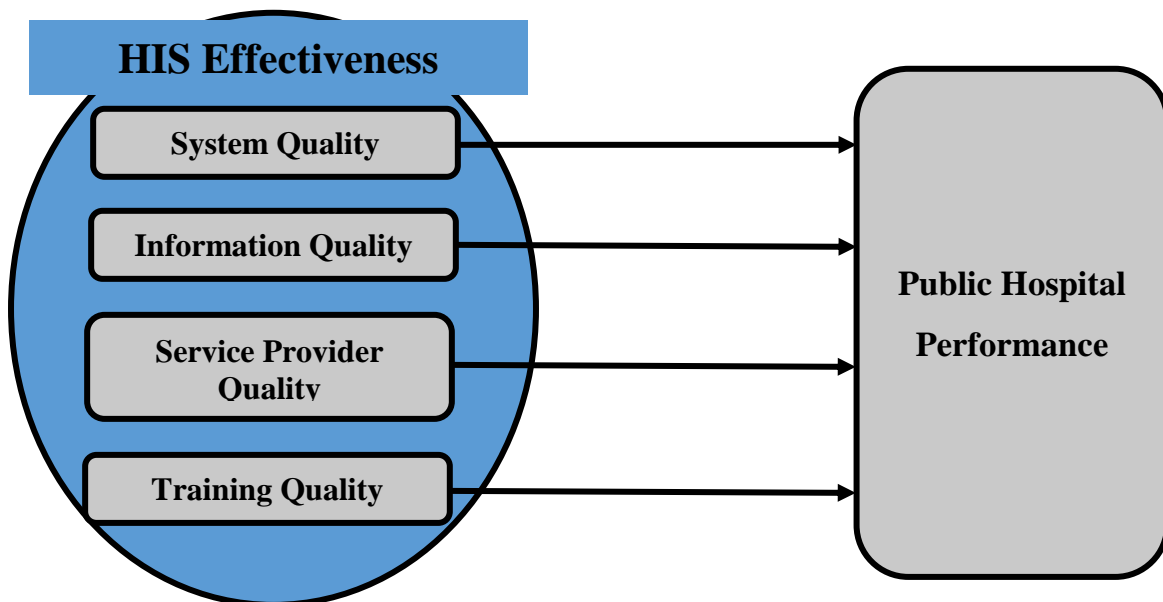 HIS Effectiveness
System Quality
Information Quality
Service Provider
Quality
Training Quality
Public Hospital
Performance